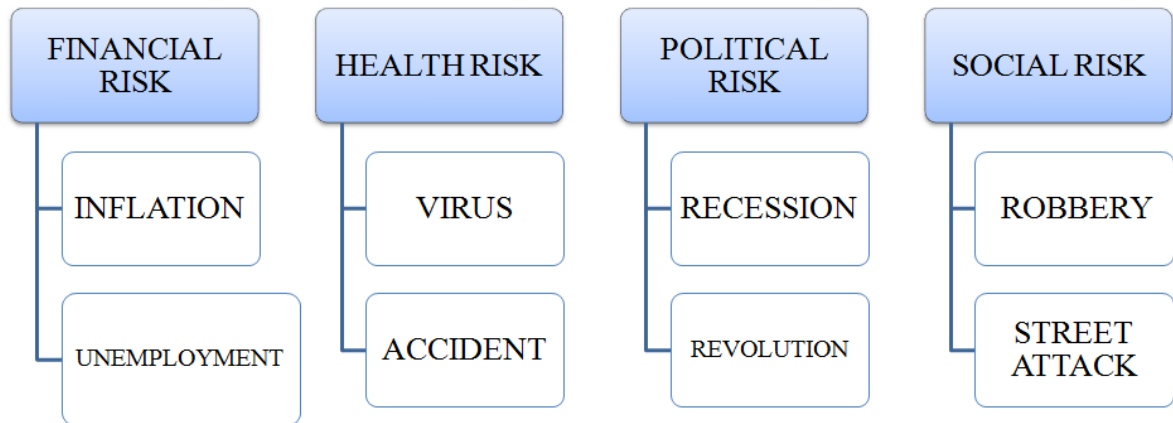 FINANCIAL
RISK
INFLATION
UNEMPLOYMENT
HEALTH RISK
VIRUS
ACCIDENT
POLITICAL
RISK
RECESSION
REVOLUTION
SOCIAL RISK
ROBBERY
STREET
ATTACK